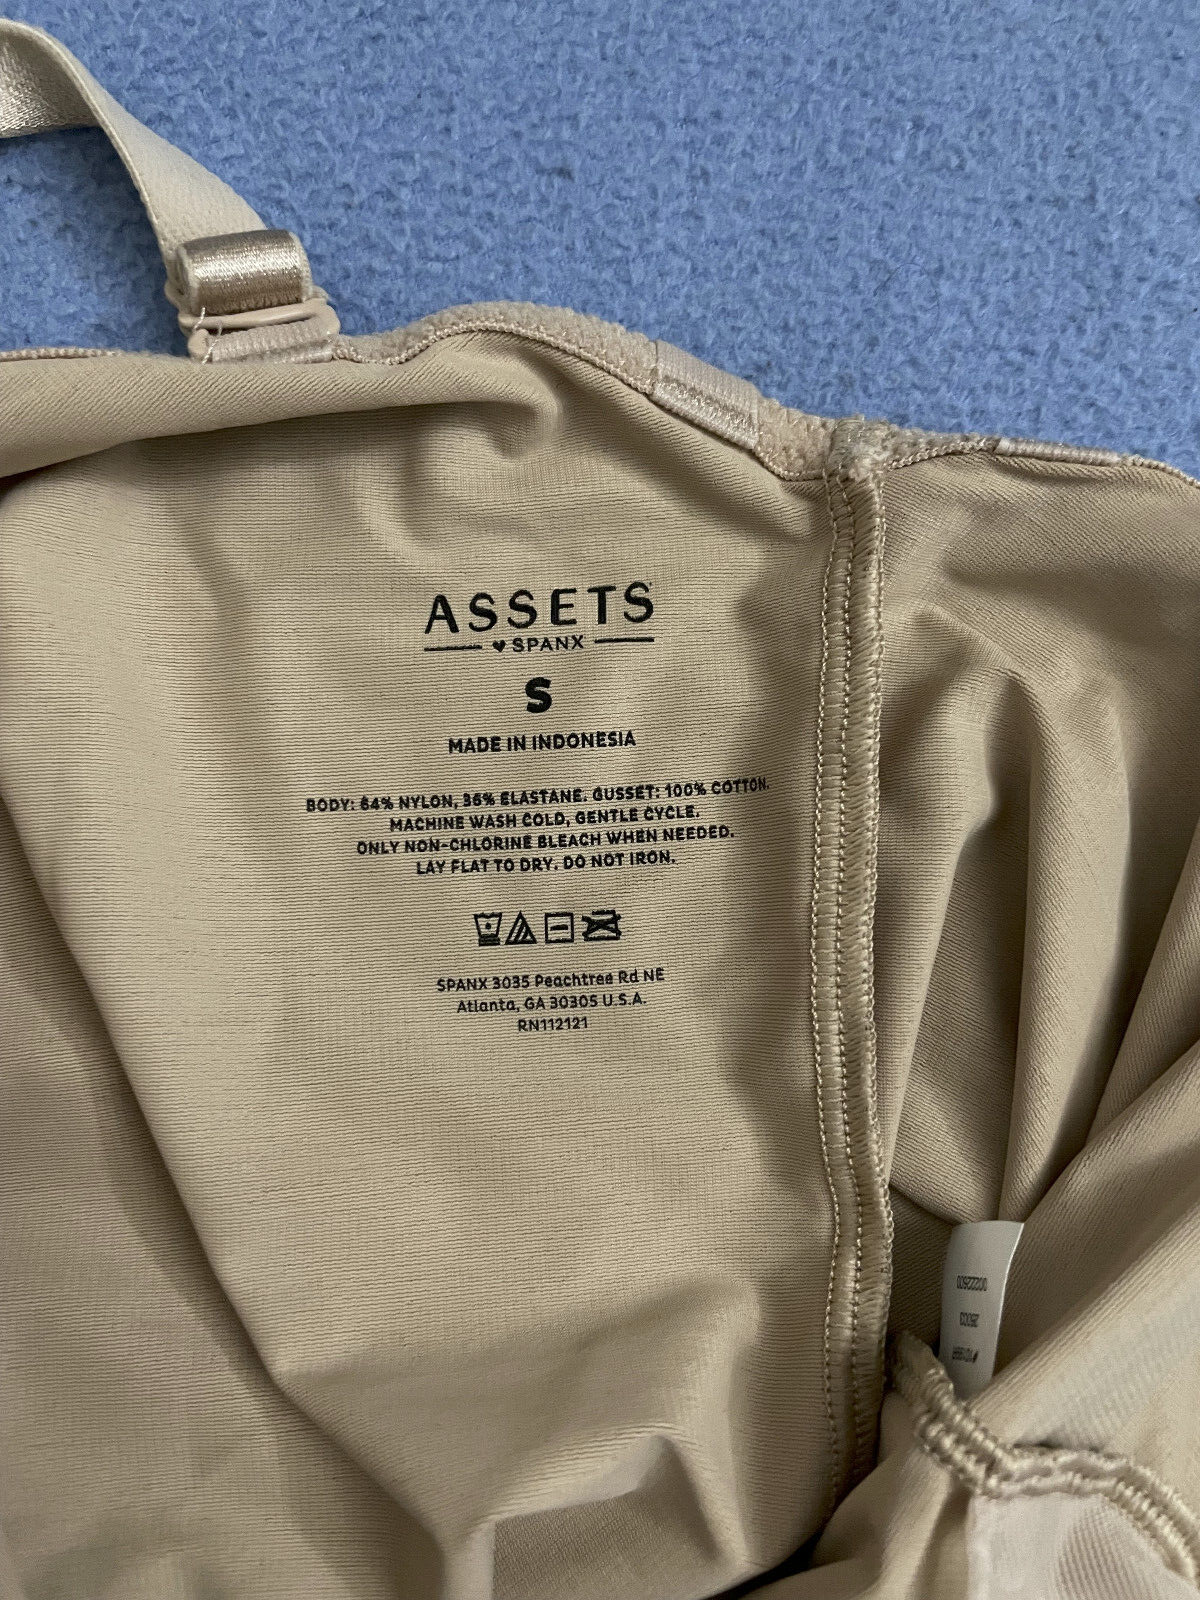 ASSETS
♥ SPANX
S
MADE IN INDONESIA
BODY: 64% NYLON, 36% ELASTANE. GUSSET: 100% COTTON.
MACHINE WASH COLD, GENTLE CYCLE.
ONLY NON-CHLORINE BLEACH WHEN NEEDED.
LAY FLAT TO DRY. DO NOT IRON.
SPANX 3035 Peachtree Rd NE
Atlanta, GA 30305 U.S.A.
RN112121